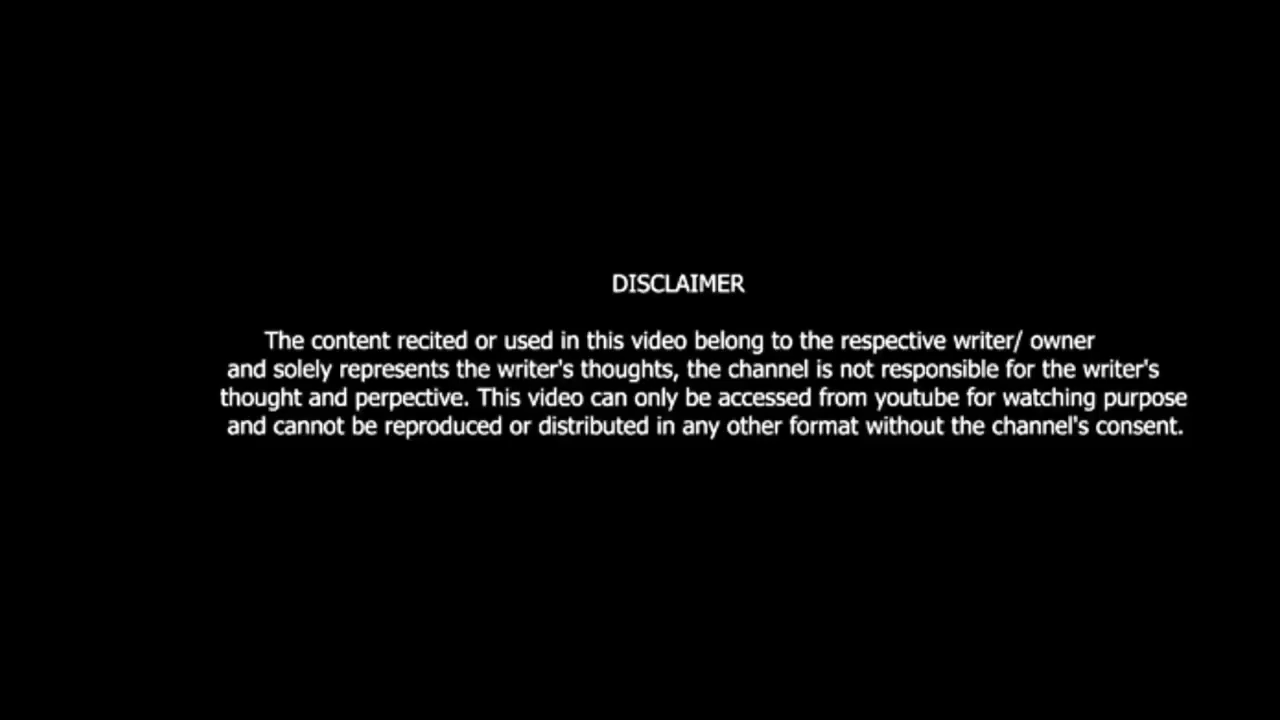 DISCLAIMER
The content recited or used in this video belong to the respective writer/ owner
and solely represents the writer's thoughts, the channel is not responsible for the writer's
thought and perpective. This video can only be accessed from youtube for watching purpose
and cannot be reproduced or distributed in any other format without the channel's consent.